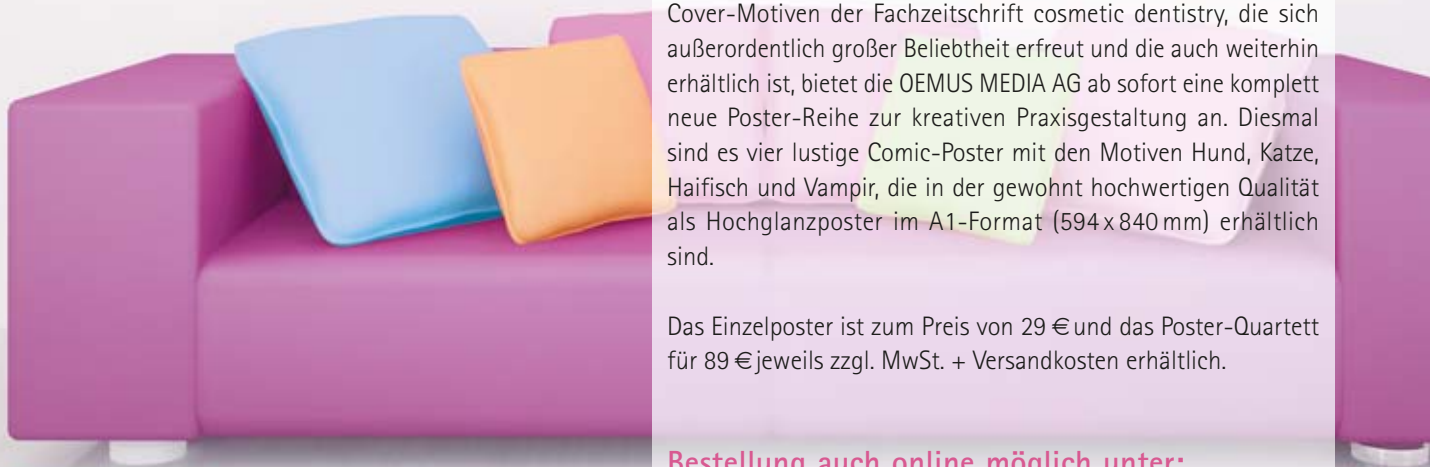 Cover-Motiven der Fachzeitschrift cosmetic dentistry, die sich
außerordentlich großer Beliebtheit erfreut und die auch weiterhin
erhältlich ist, bietet die OEMUS MEDIA AG ab sofort eine komplett
neue Poster-Reihe zur kreativen Praxisgestaltung an. Diesmal
sind es vier lustige Comic-Poster mit den Motiven Hund, Katze,
Haifisch und Vampir, die in der gewohnt hochwertigen Qualität
als Hochglanzposter im A1-Format (594 x 840 mm) erhältlich
sind.
Das Einzelposter ist zum Preis von 29 € und das Poster-Quartett
für 89 € jeweils zzgl. MwSt. + Versandkosten erhältlich.
Bestellung auch online möglich unter: